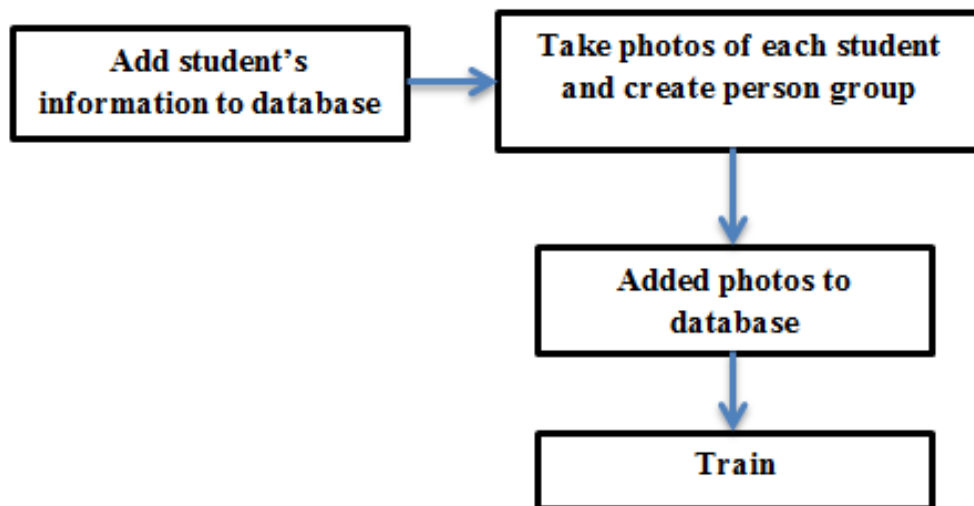 Add student’s
information to database
Take photos of each student
and create person group
Added photos to
database
Train